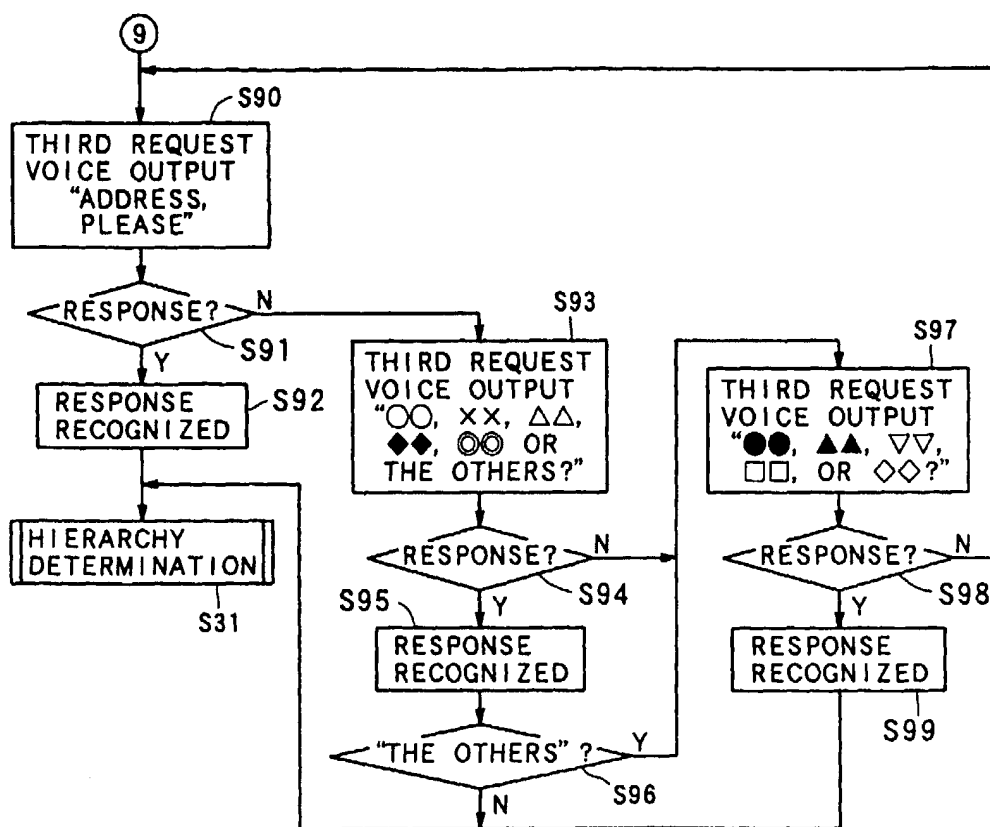 9
S90
THIRD REQUEST
VOICE OUTPUT
“ADDRESS,
PLEASE”
RESPONSE?
N
S91
Y
RESPONSE
RECOGNIZED
S92
HIERARCHY
DETERMINATION
S31
S93
THIRD REQUEST
VOICE OUTPUT
“○○, ××, △△,
◆◆, ◎◎ OR
THE OTHERS?”
RESPONSE?
N
S94
Y
S95
RESPONSE
RECOGNIZED
“THE OTHERS”?
Y
S96
N
S97
THIRD REQUEST
VOICE OUTPUT
“●●, ▲▲, ▽▽,
□□, OR ◇◇?”
RESPONSE?
N
S98
Y
RESPONSE
RECOGNIZED
S99